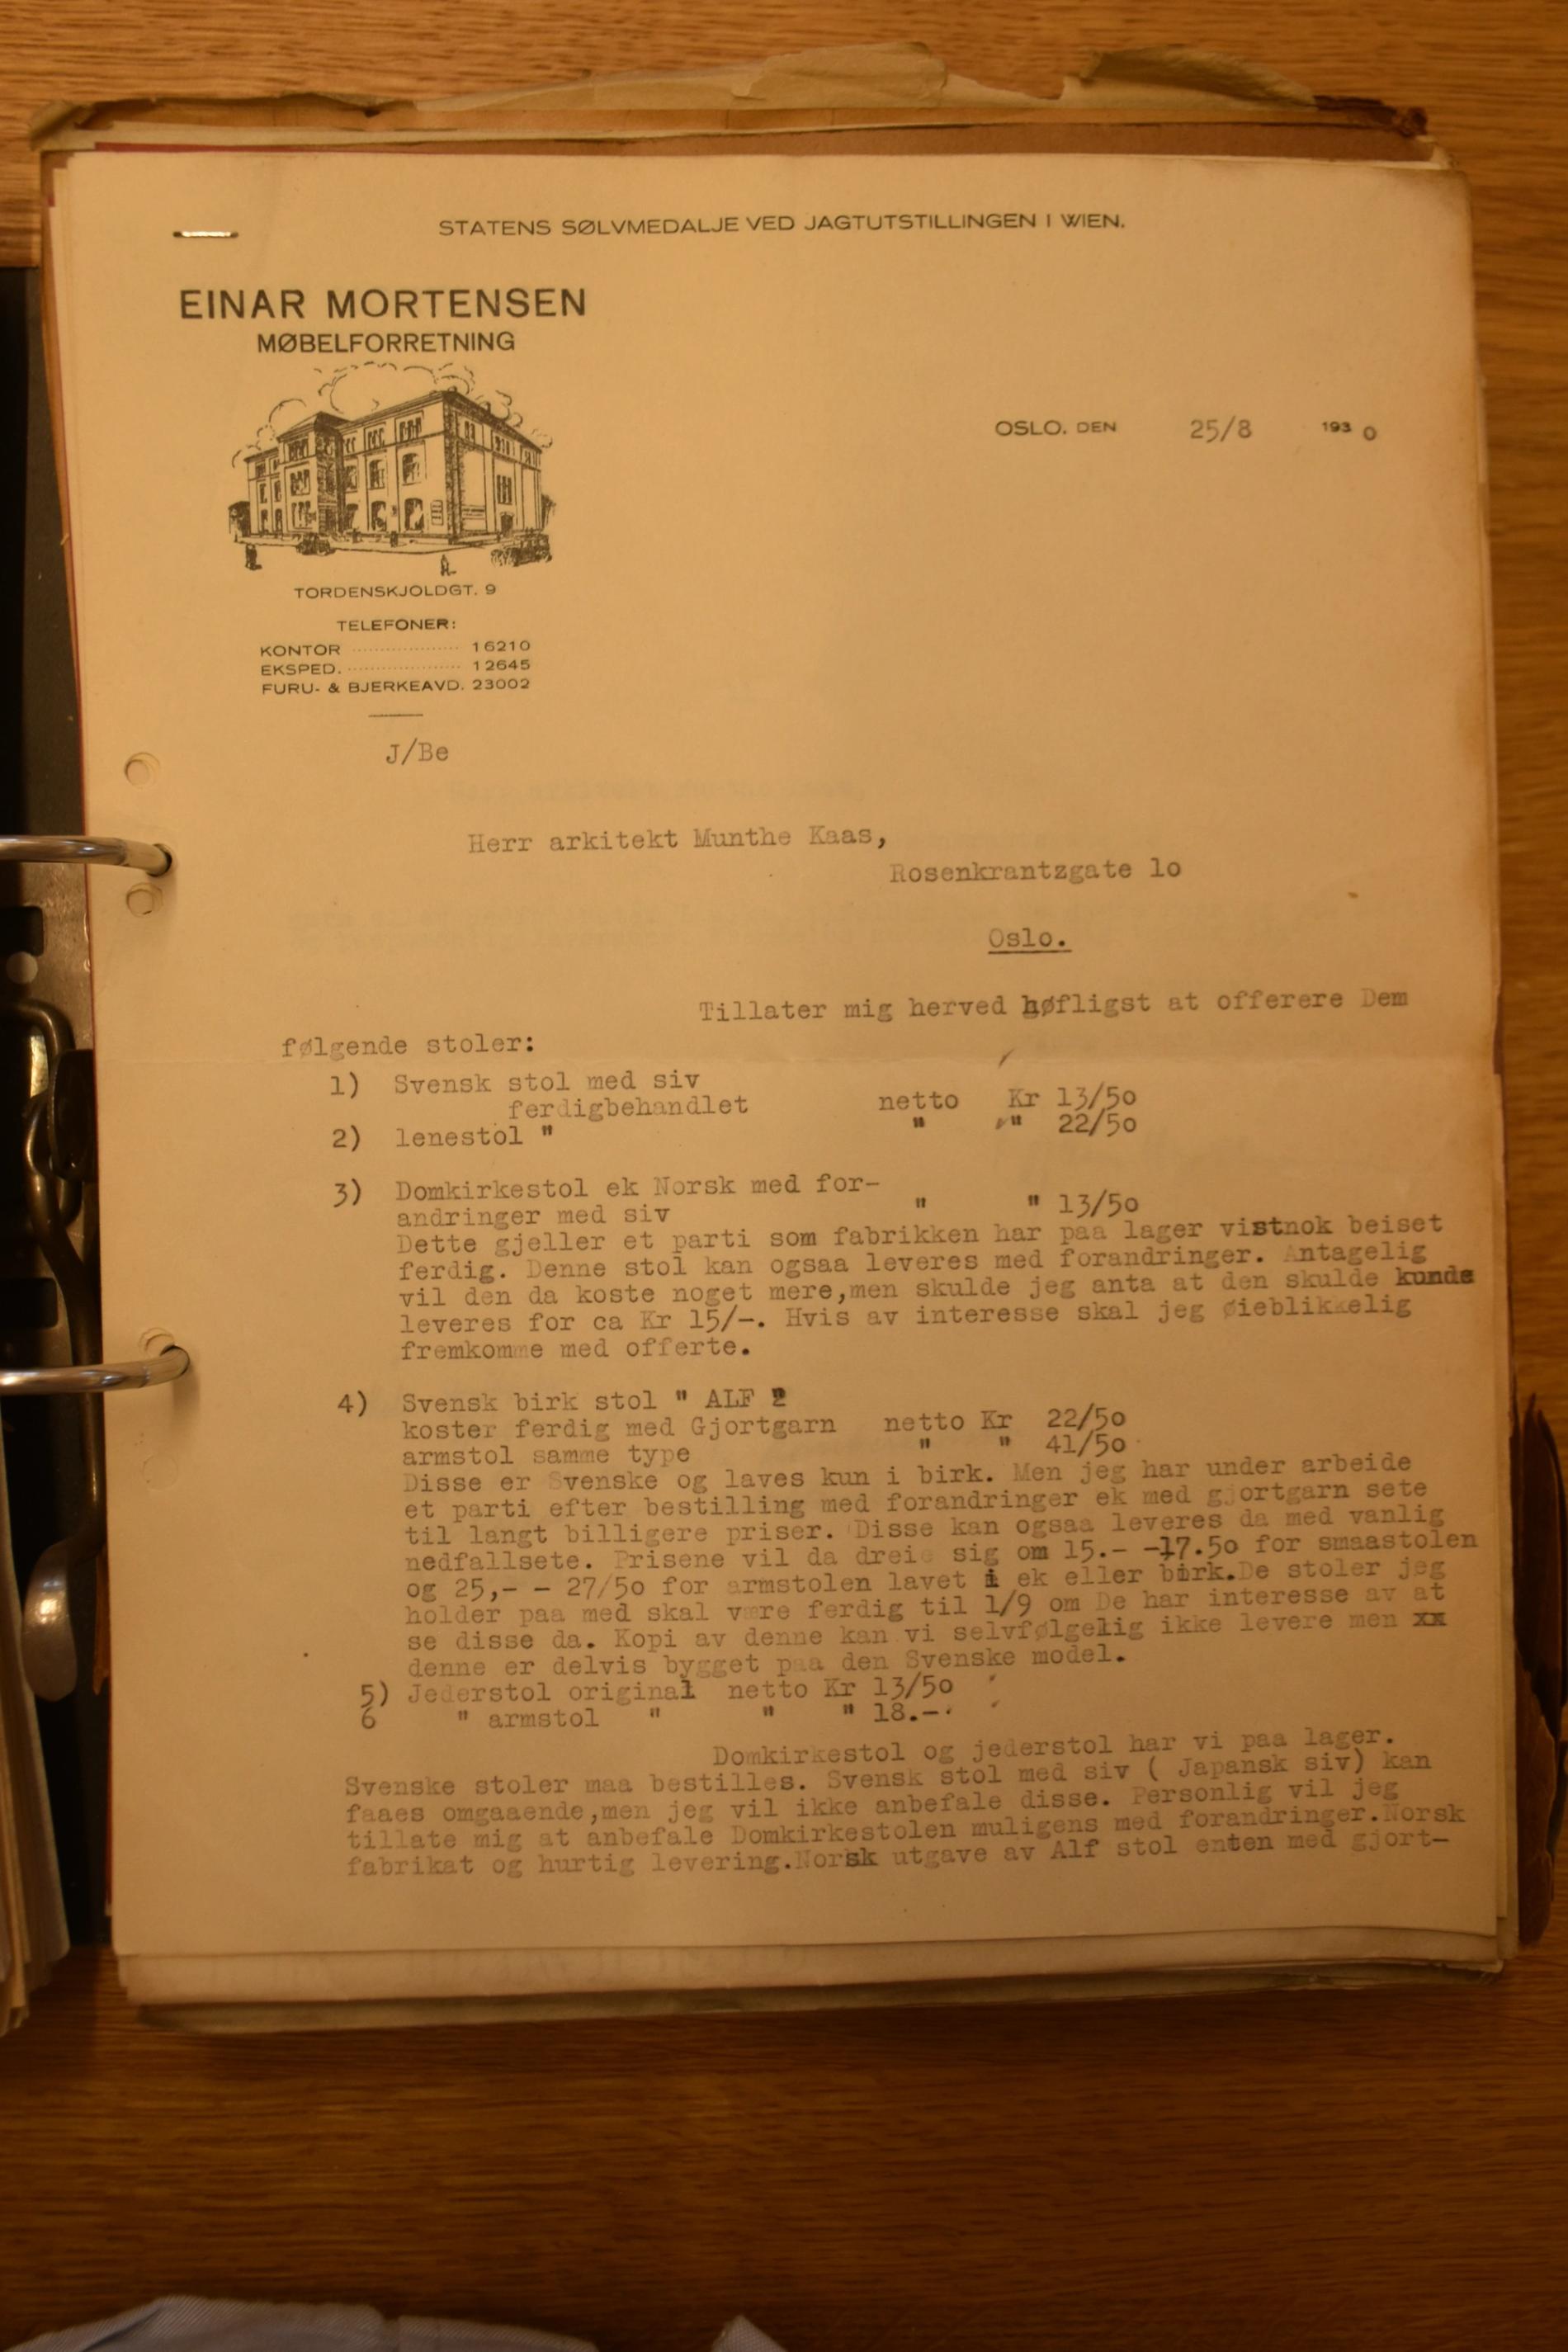 STATENS SØLVMEDALJE VED JAGTUTSTILLINGEN I WIEN.
EINAR MORTENSEN
MØBELFORRETNING
OSLO. DEN 25/8 1930
TORDENSKJOLDGT. 9
TELEFONER:
KONTOR ................... 16210
EKSPED. .................... 12645
FURU- & BJERKEAVD. 23002
J/Be
Herr arkitekt Munthe Kaas,
Rosenkrantzgate 1o
Oslo.
Tillater mig herved høfligst at offerere Dem
følgende stoler:
1) Svensk stol med siv
ferdigbehandlet netto Kr 13/5o
2) lenestol " " " 22/5o
3) Domkirkestol ek Norsk med for-
andringer med siv " " 13/5o
Dette gjeller et parti som fabrikken har paa lager vistnok beiset
ferdig. Denne stol kan ogsaa leveres med forandringer. Antagelig
vil den da koste noget mere,men skulde jeg anta at den skulde kunde
leveres for ca Kr 15/-. Hvis av interesse skal jeg øieblikkelig
fremkomme med offerte.
4) Svensk birk stol " ALF "
koster ferdig med Gjortgarn netto Kr 22/5o
armstol samme type " " 41/5o
Disse er Svenske og laves kun i birk. Men jeg har under arbeide
et parti efter bestilling med forandringer ek med gjortgarn sete
til langt billigere priser. Disse kan ogsaa leveres da med vanlig
nedfallsete. Prisene vil da dreie sig om 15.- -17.5o for smaastolen
og 25,- - 27/5o for armstolen lavet i ek eller birk.De stoler jeg
holder paa med skal være ferdig til 1/9 om De har interesse av at
se disse da. Kopi av denne kan vi selvfølgelig ikke levere men xx
denne er delvis bygget paa den Svenske model.
5) Jederstol original netto Kr 13/5o
6 " armstol " " " 18.-
Domkirkestol og jederstol har vi paa lager.
Svenske stoler maa bestilles. Svensk stol med siv ( Japansk siv) kan
faaes omgaaende,men jeg vil ikke anbefale disse. Personlig vil jeg
tillate mig at anbefale Domkirkestolen muligens med forandringer.Norsk
fabrikat og hurtig levering.Norsk utgave av Alf stol enten med gjort-